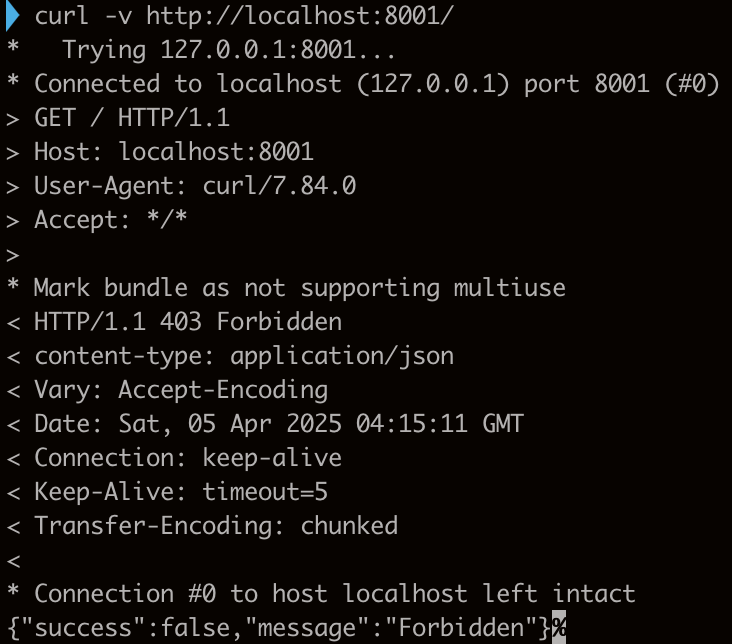 curl -v http://localhost:8001/
*   Trying 127.0.0.1:8001...
* Connected to localhost (127.0.0.1) port 8001 (#0)
> GET / HTTP/1.1
> Host: localhost:8001
> User-Agent: curl/7.84.0
> Accept: */*
>
* Mark bundle as not supporting multiuse
< HTTP/1.1 403 Forbidden
< content-type: application/json
< Vary: Accept-Encoding
< Date: Sat, 05 Apr 2025 04:15:11 GMT
< Connection: keep-alive
< Keep-Alive: timeout=5
< Transfer-Encoding: chunked
<
* Connection #0 to host localhost left intact
{"success":false,"message":"Forbidden"}%